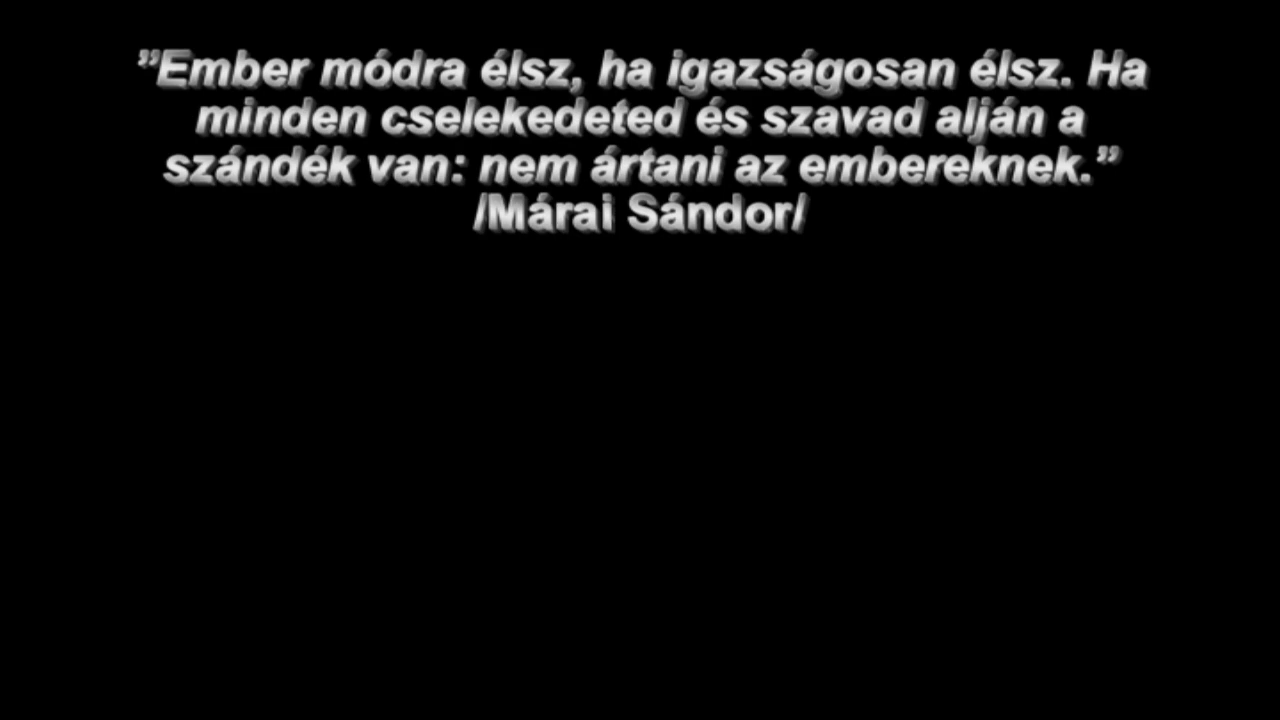 ”Ember módra élsz, ha igazságosan élsz. Ha
minden cselekedeted és szavad alján a
szándék van: nem ártani az embereknek.”
/Márai Sándor/